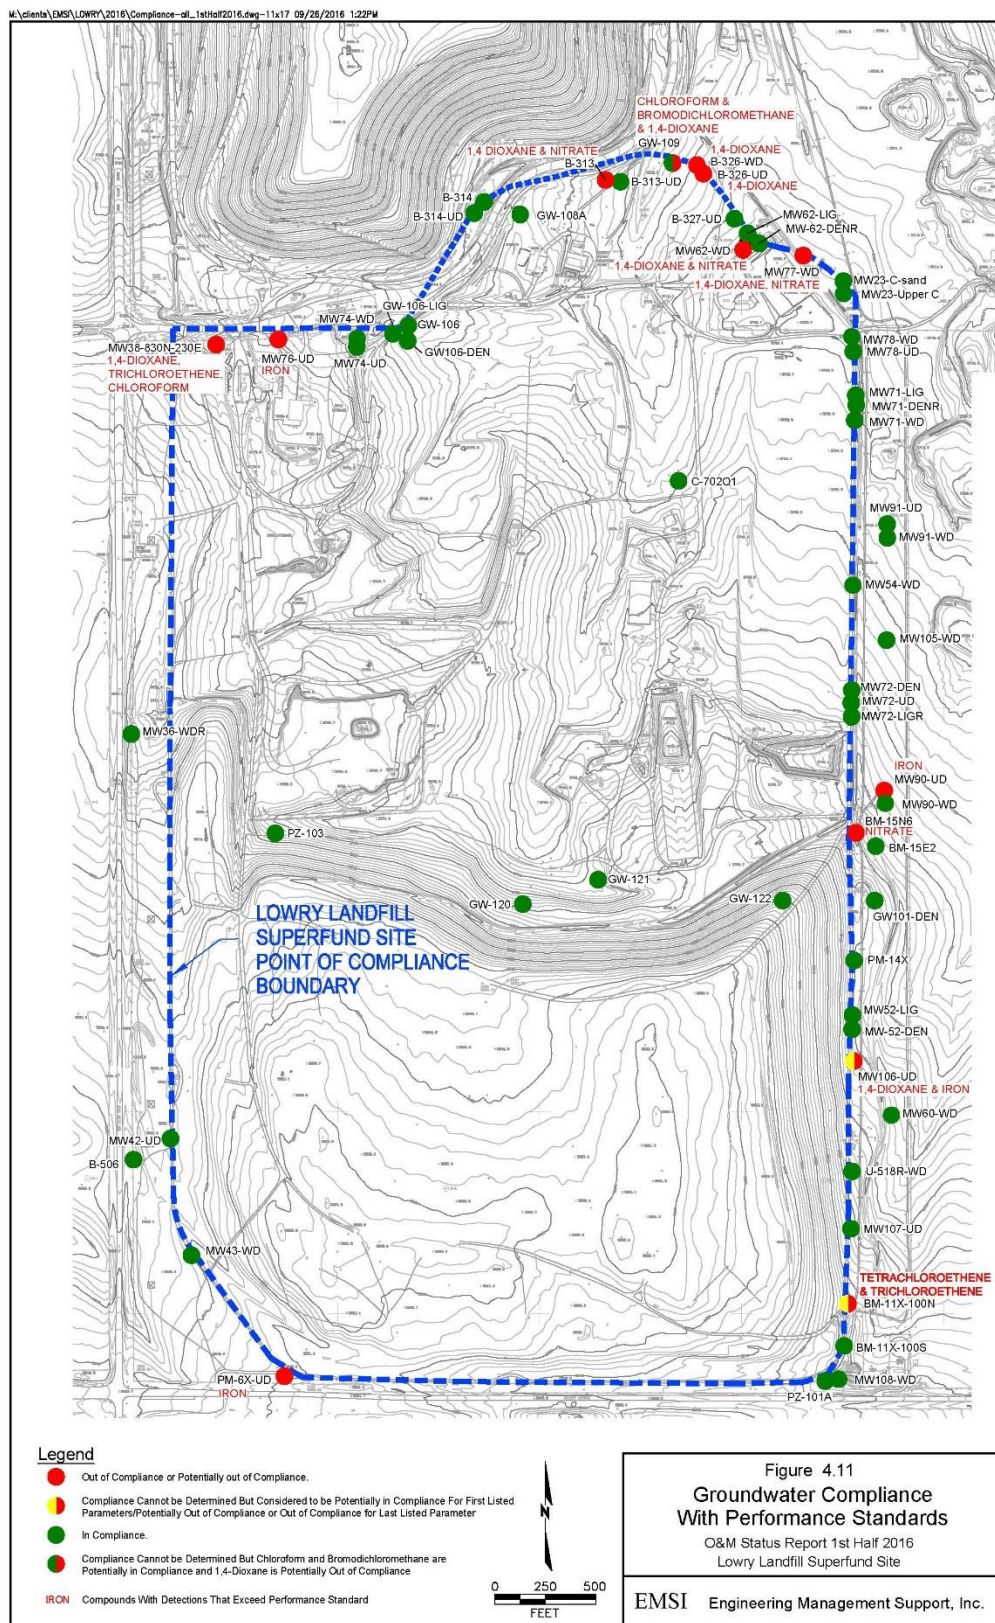 M:\clients\EMSI\LOWRY\2016\Compliance-all_1stHalf2016.dwg-11x17 09/26/2016 1:22PM
CHLOROFORM &
BROMODICHLOROMETHANE
& 1,4-DIOXANE
GW-109
1,4 DIOXANE & NITRATE
B-313
B-313-UD
1,4-DIOXANE
B-326-WD
B-326-UD
1,4-DIOXANE
B-314
B-314-UD
GW-108A
B-327-UD
MW62-LIG
MW-62-DENR
MW62-WD
1,4-DIOXANE & NITRATE
MW77-WD
1,4-DIOXANE, NITRATE
MW23-C-sand
MW23-Upper C
GW-106-LIG
MW74-WD
GW-106
MW38-830N-230E
1,4-DIOXANE,
TRICHLOROETHENE,
CHLOROFORM
MW76-UD
IRON
MW74-UD
GW106-DEN
MW78-WD
MW78-UD
MW71-LIG
MW71-DENR
MW71-WD
C-702O1
MW91-UD
MW91-WD
MW54-WD
MW105-WD
MW72-DEN
MW72-UD
MW72-LIGR
MW36-WDR
IRON
MW90-UD
MW90-WD
BM-15N6
NITRATE
BM-15E2
PZ-103
GW-121
GW-120
GW-122
GW101-DEN
LOWRY LANDFILL
SUPERFUND SITE
POINT OF COMPLIANCE
BOUNDARY
PM-14X
MW52-LIG
MW-52-DEN
MW106-UD
1,4-DIOXANE & IRON
MW60-WD
MW42-UD
B-506
U-518R-WD
MW107-UD
MW43-WD
TETRACHLOROETHENE
& TRICHLOROETHENE
BM-11X-100N
BM-11X-100S
PM-6X-UD
IRON
MW108-WD
PZ-101A
Legend
Out of Compliance or Potentially out of Compliance.
Compliance Cannot be Determined But Considered to be Potentially in Compliance For First Listed
Parameters/Potentially Out of Compliance or Out of Compliance for Last Listed Parameter
In Compliance.
Compliance Cannot be Determined But Chloroform and Bromodichloromethane are
Potentially in Compliance and 1,4-Dioxane is Potentially Out of Compliance
IRON Compounds With Detections That Exceed Performance Standard
N
0 250 500
FEET
Figure 4.11
Groundwater Compliance
With Performance Standards
O&M Status Report 1st Half 2016
Lowry Landfill Superfund Site
EMSI Engineering Management Support, Inc.